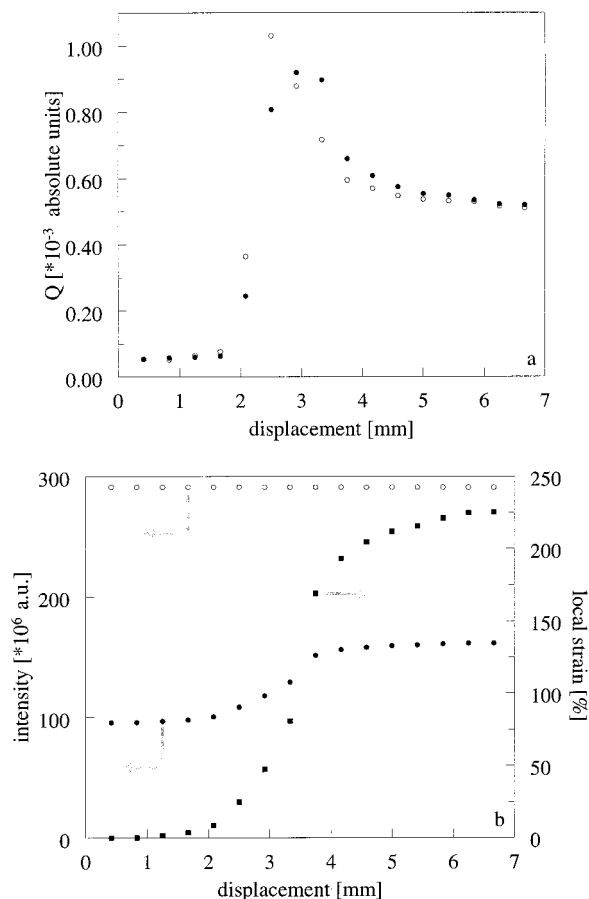 1.00
0.80
0.60
0.40
0.20
0.00
Q [*10-3 absolute units]
a
0 1 2 3 4 5 6 7
displacement [mm]
300
200
100
0
intensity [*106 a.u.]
250
200
150
100
50
0
local strain [%]
b
0 1 2 3 4 5 6 7
displacement [mm]